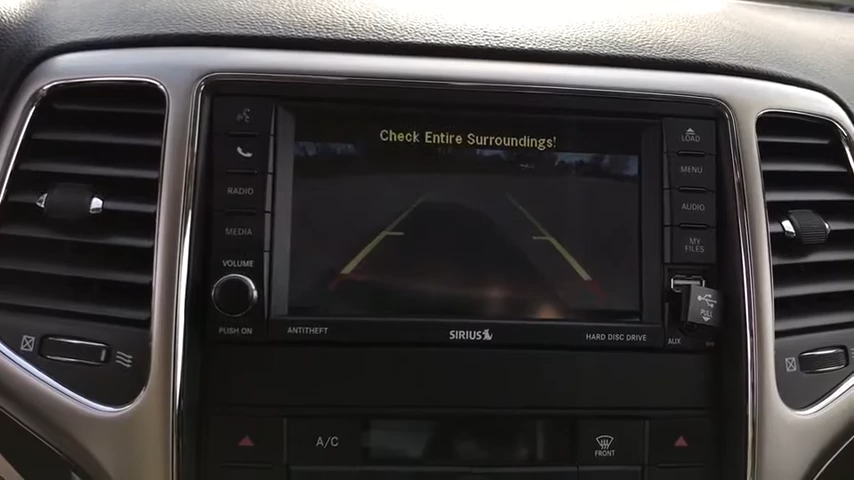 Check Entire Surroundings!
LOAD
MENU
RADIO
AUDIO
MEDIA
MY
FILES
VOLUME
PULL
PUSH ON
ANTITHEFT
SIRIUS
HARD DISC DRIVE
AUX
A/C
FRONT